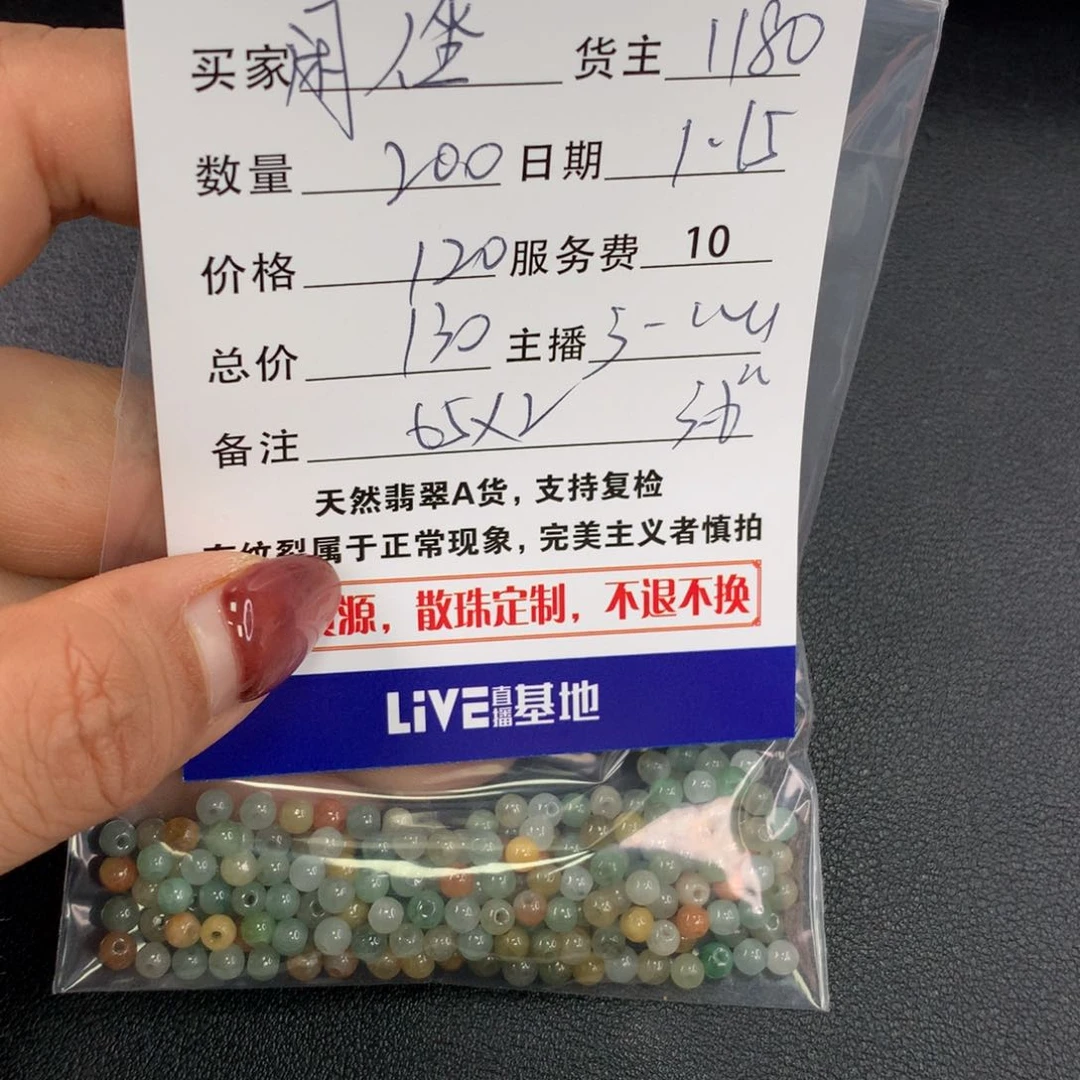 买家 闲 坐 货主 1180
数量 200 日期 1.15
价格 120 服务费 10
总价 130 主播
备注 65X2
天然翡翠A货，支持复检
纹裂属于正常现象，完美主义者慎拍
源，散珠定制，不退不换
LiVE直播基地